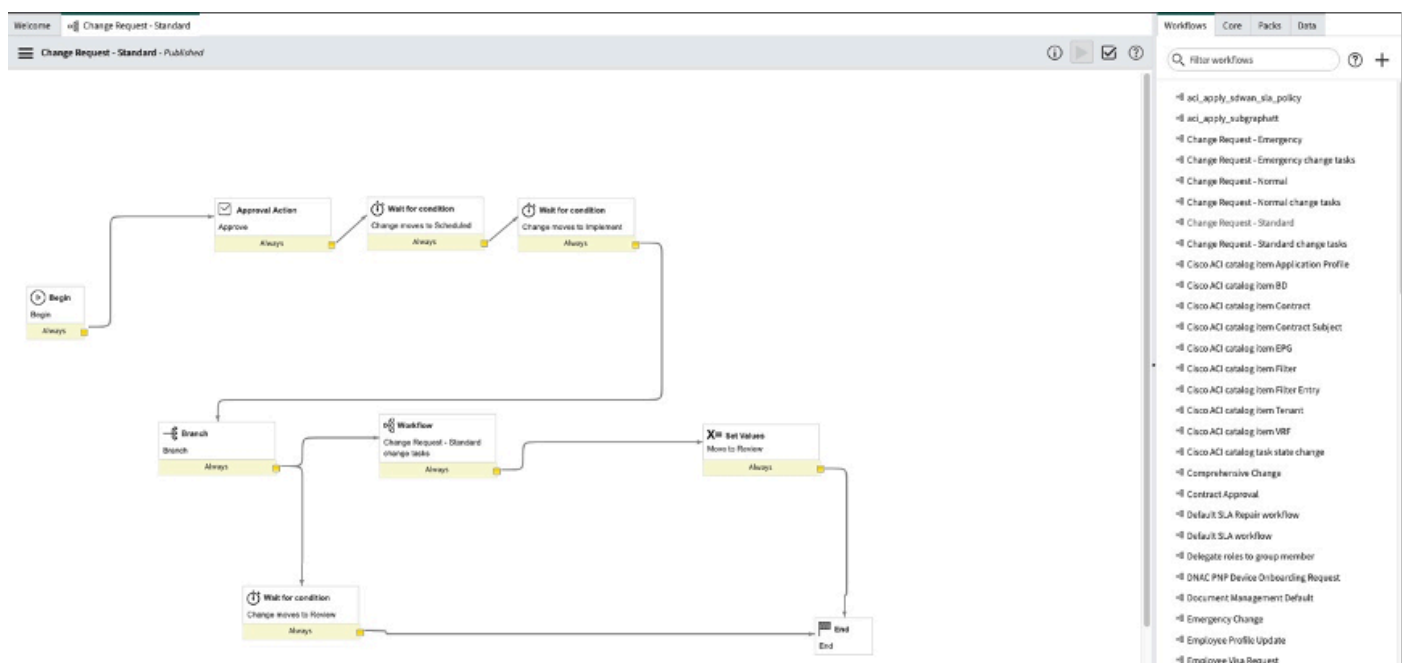 Welcome
Change Request - Standard
Change Request - Standard - Published
Approval Action
Approve
Always
Wait for condition
Change moves to Scheduled
Always
Wait for condition
Change moves to Implement
Always
Begin
Begin
Always
Branch
Branch
Always
Workflow
Change Request - Standard
change tasks
Always
X= Set Values
Move to Review
Always
Wait for condition
Change moves to Review
Always
End
End
Workflows Core Packs Data
Filter workflows
aci_apply_sdwan_sla_policy
aci_apply_subgraphatt
Change Request - Emergency
Change Request - Emergency change tasks
Change Request - Normal
Change Request - Normal change tasks
Change Request - Standard
Change Request - Standard change tasks
Cisco ACI catalog item Application Profile
Cisco ACI catalog item BD
Cisco ACI catalog item Contract
Cisco ACI catalog item Contract Subject
Cisco ACI catalog item EPG
Cisco ACI catalog item Filter
Cisco ACI catalog item Filter Entry
Cisco ACI catalog item Tenant
Cisco ACI catalog item VRF
Cisco ACI catalog task state change
Comprehensive Change
Contract Approval
Default SLA Repair workflow
Default SLA workflow
Delegate roles to group member
DNAC PNP Device Onboarding Request
Document Management Default
Emergency Change
Employee Profile Update
Employee Visa Request